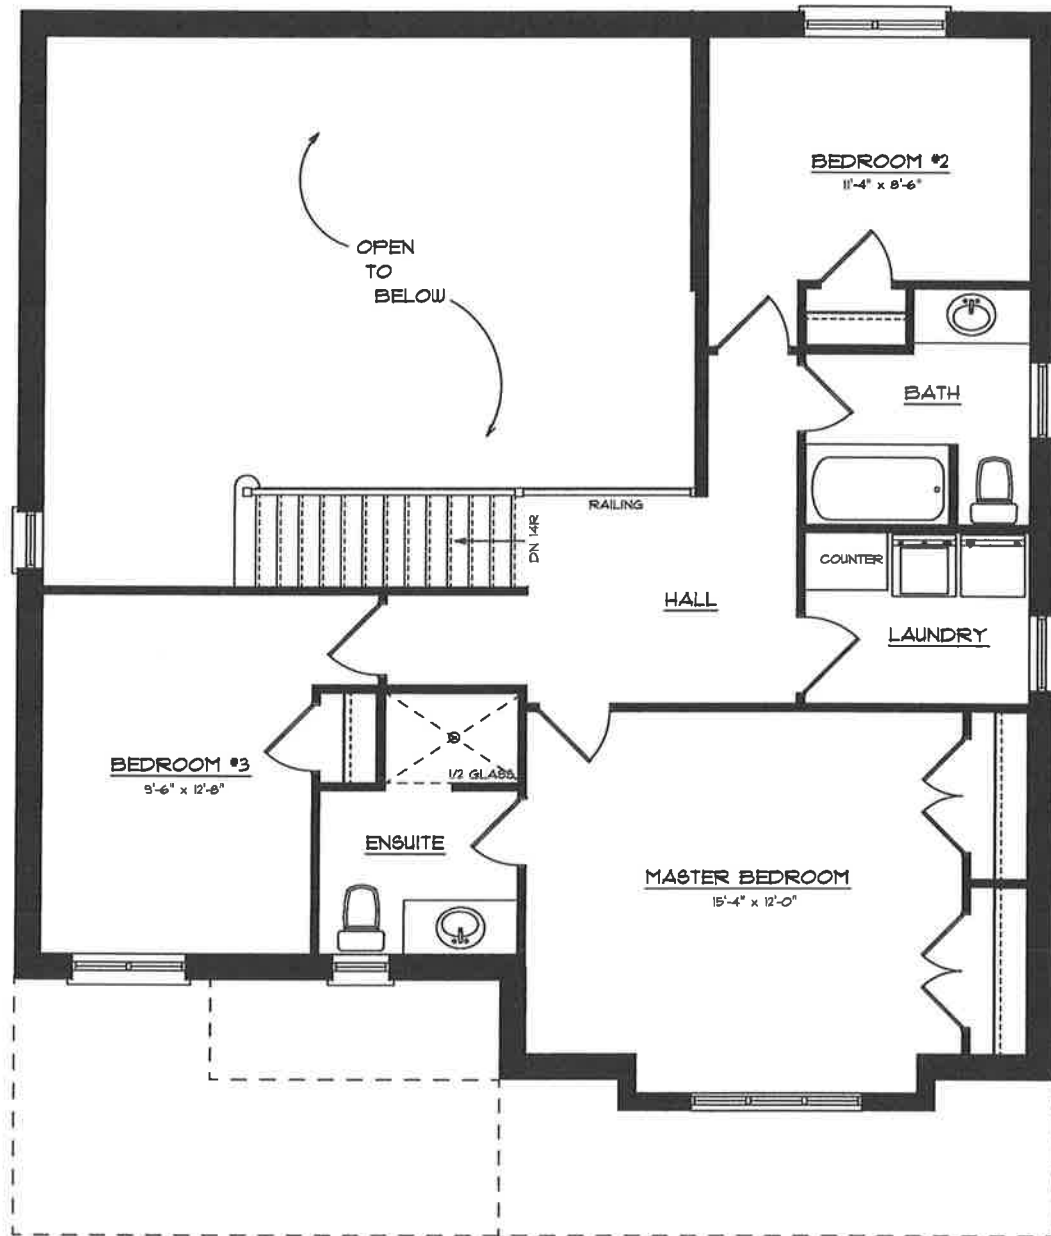 BEDROOM #2
11'-4" x 8'-6"
OPEN
TO
BELOW
BATH
RAILING
DN 14R
COUNTER
HALL
LAUNDRY
BEDROOM #3
9'-6" x 12'-8"
1/2 GLASS
ENSUITE
MASTER BEDROOM
15'-4" x 12'-0"